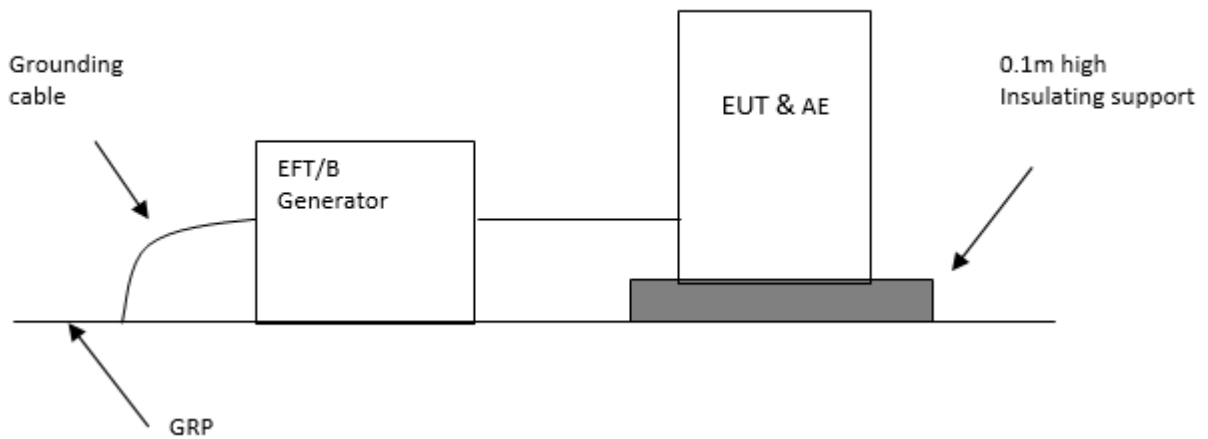 Grounding
cable
EFT/B
Generator
EUT & AE
0.1m high
Insulating support
GRP